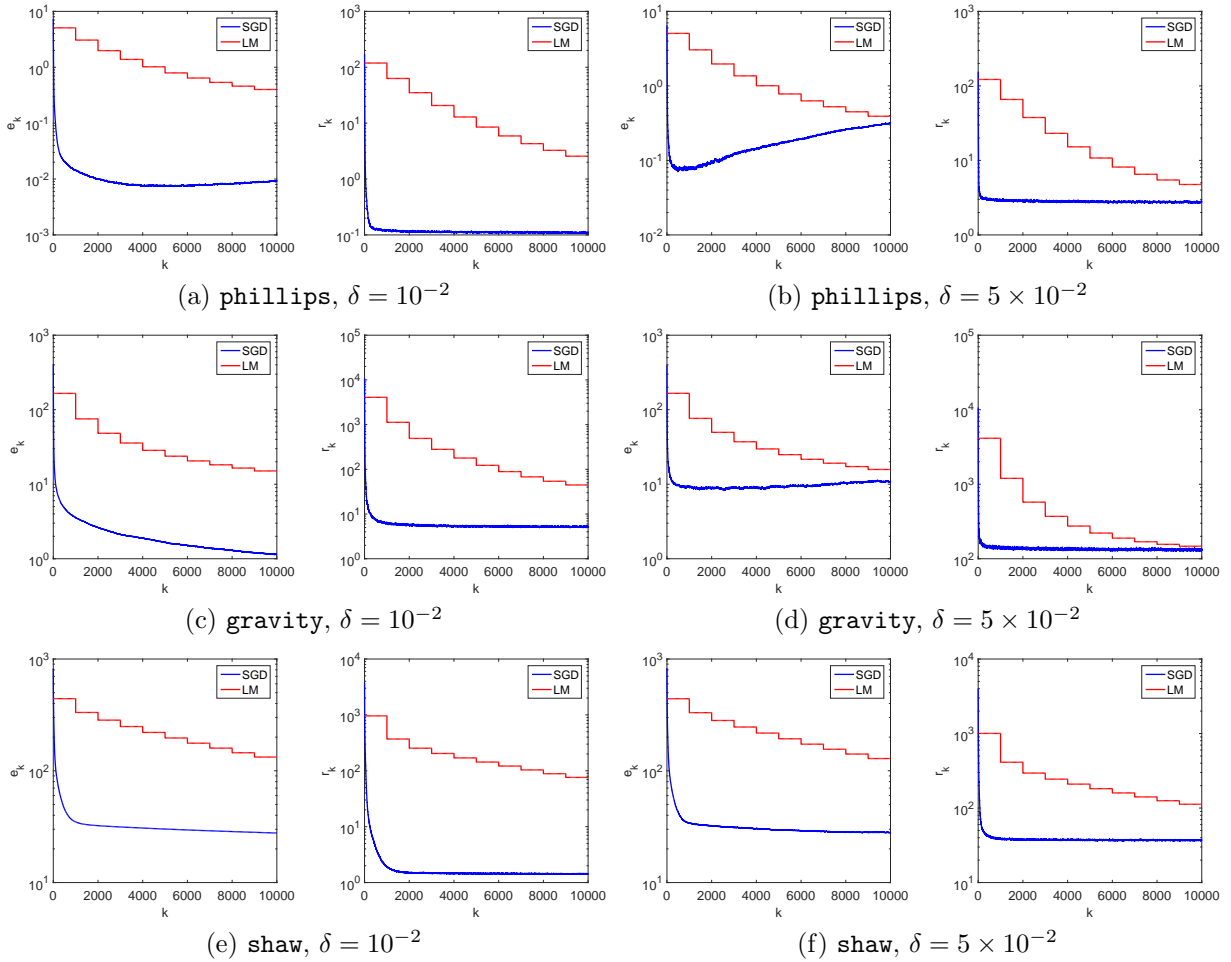 10^1
10^0
10^{-1}
10^{-2}
10^{-3}
e_k
0 2000 4000 6000 8000 10000
k
SGD
LM
10^3
10^2
10^1
10^0
10^{-1}
r_k
0 2000 4000 6000 8000 10000
k
SGD
LM
(a) phillips, δ = 10^{-2}
10^1
10^0
10^{-1}
10^{-2}
e_k
0 2000 4000 6000 8000 10000
k
SGD
LM
10^3
10^2
10^1
10^0
r_k
0 2000 4000 6000 8000 10000
k
SGD
LM
(b) phillips, δ = 5 × 10^{-2}
10^3
10^2
10^1
10^0
e_k
0 2000 4000 6000 8000 10000
k
SGD
LM
10^5
10^4
10^3
10^2
10^1
10^0
r_k
0 2000 4000 6000 8000 10000
k
SGD
LM
(c) gravity, δ = 10^{-2}
10^3
10^2
10^1
10^0
e_k
0 2000 4000 6000 8000 10000
k
SGD
LM
10^5
10^4
10^3
10^2
r_k
0 2000 4000 6000 8000 10000
k
SGD
LM
(d) gravity, δ = 5 × 10^{-2}
10^3
10^2
10^1
e_k
0 2000 4000 6000 8000 10000
k
SGD
LM
10^4
10^3
10^2
10^1
10^0
r_k
0 2000 4000 6000 8000 10000
k
SGD
LM
(e) shaw, δ = 10^{-2}
10^3
10^2
10^1
e_k
0 2000 4000 6000 8000 10000
k
SGD
LM
10^4
10^3
10^2
10^1
r_k
0 2000 4000 6000 8000 10000
k
SGD
LM
(f) shaw, δ = 5 × 10^{-2}